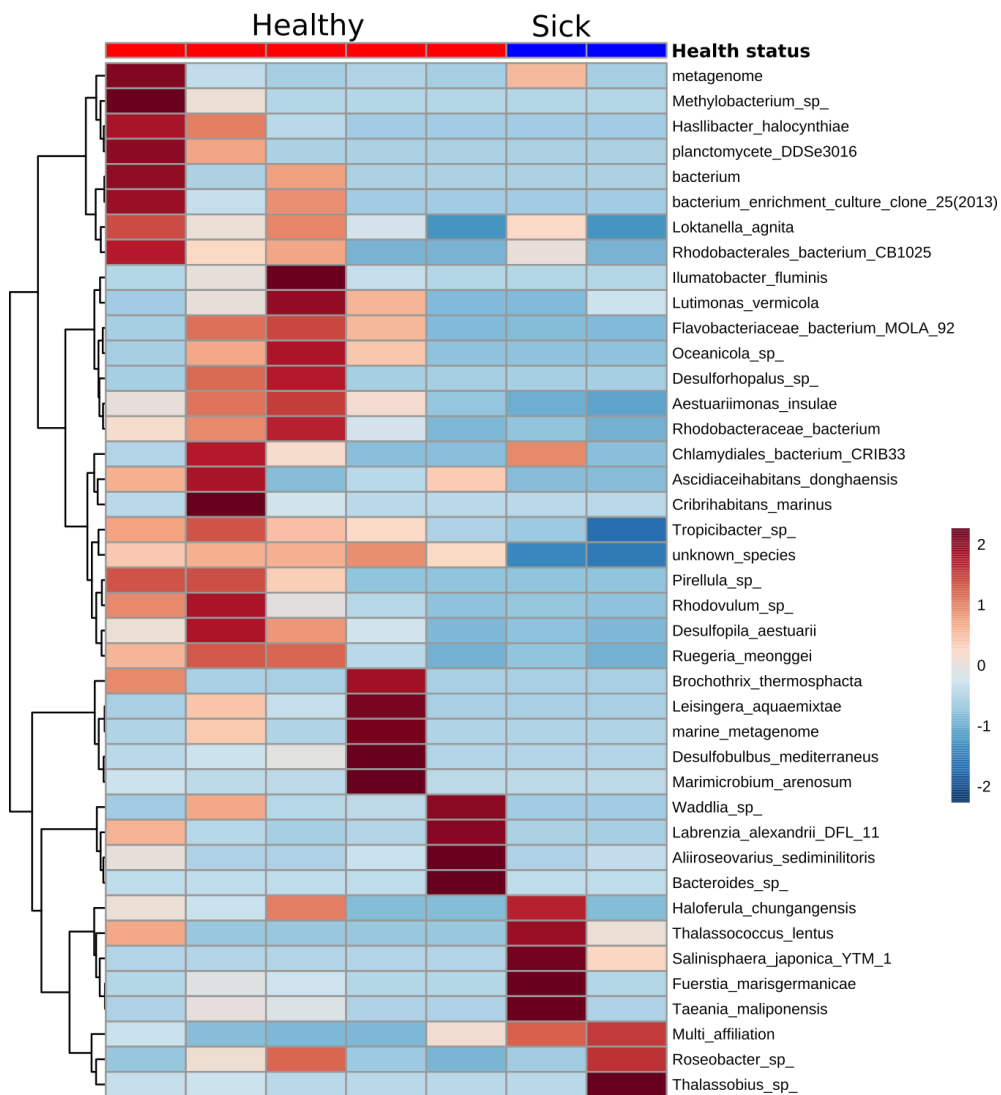 Healthy Sick
Health status
metagenome
Methylobacterium_sp_
Hasllibacter_halocynthiae
planctomycete_DDSe3016
bacterium
bacterium_enrichment_culture_clone_25(2013)
Loktanella_agnita
Rhodobacterales_bacterium_CB1025
Ilumatobacter_fluminis
Lutimonas_vermicola
Flavobacteriaceae_bacterium_MOLA_92
Oceanicola_sp_
Desulforhopalus_sp_
Aestuariimonas_insulae
Rhodobacteraceae_bacterium
Chlamydiales_bacterium_CRIB33
Ascidiaceihabitans_donghaensis
Cribrihabitans_marinus
Tropicibacter_sp_
unknown_species
Pirellula_sp_
Rhodovulum_sp_
Desulfopila_aestuarii
Ruegeria_meonggei
Brochothrix_thermosphacta
Leisingera_aquaemixtae
marine_metagenome
Desulfobulbus_mediterraneus
Marimicrobium_arenosum
Waddlia_sp_
Labrenzia_alexandrii_DFL_11
Aliiroseovarius_sediminilitoris
Bacteroides_sp_
Haloferula_chungangensis
Thalassococcus_lentus
Salinisphaera_japonica_YTM_1
Fuerstia_marisgermanicae
Taeania_maliponensis
Multi_affiliation
Roseobacter_sp_
Thalassobius_sp_
2
1
0
-1
-2